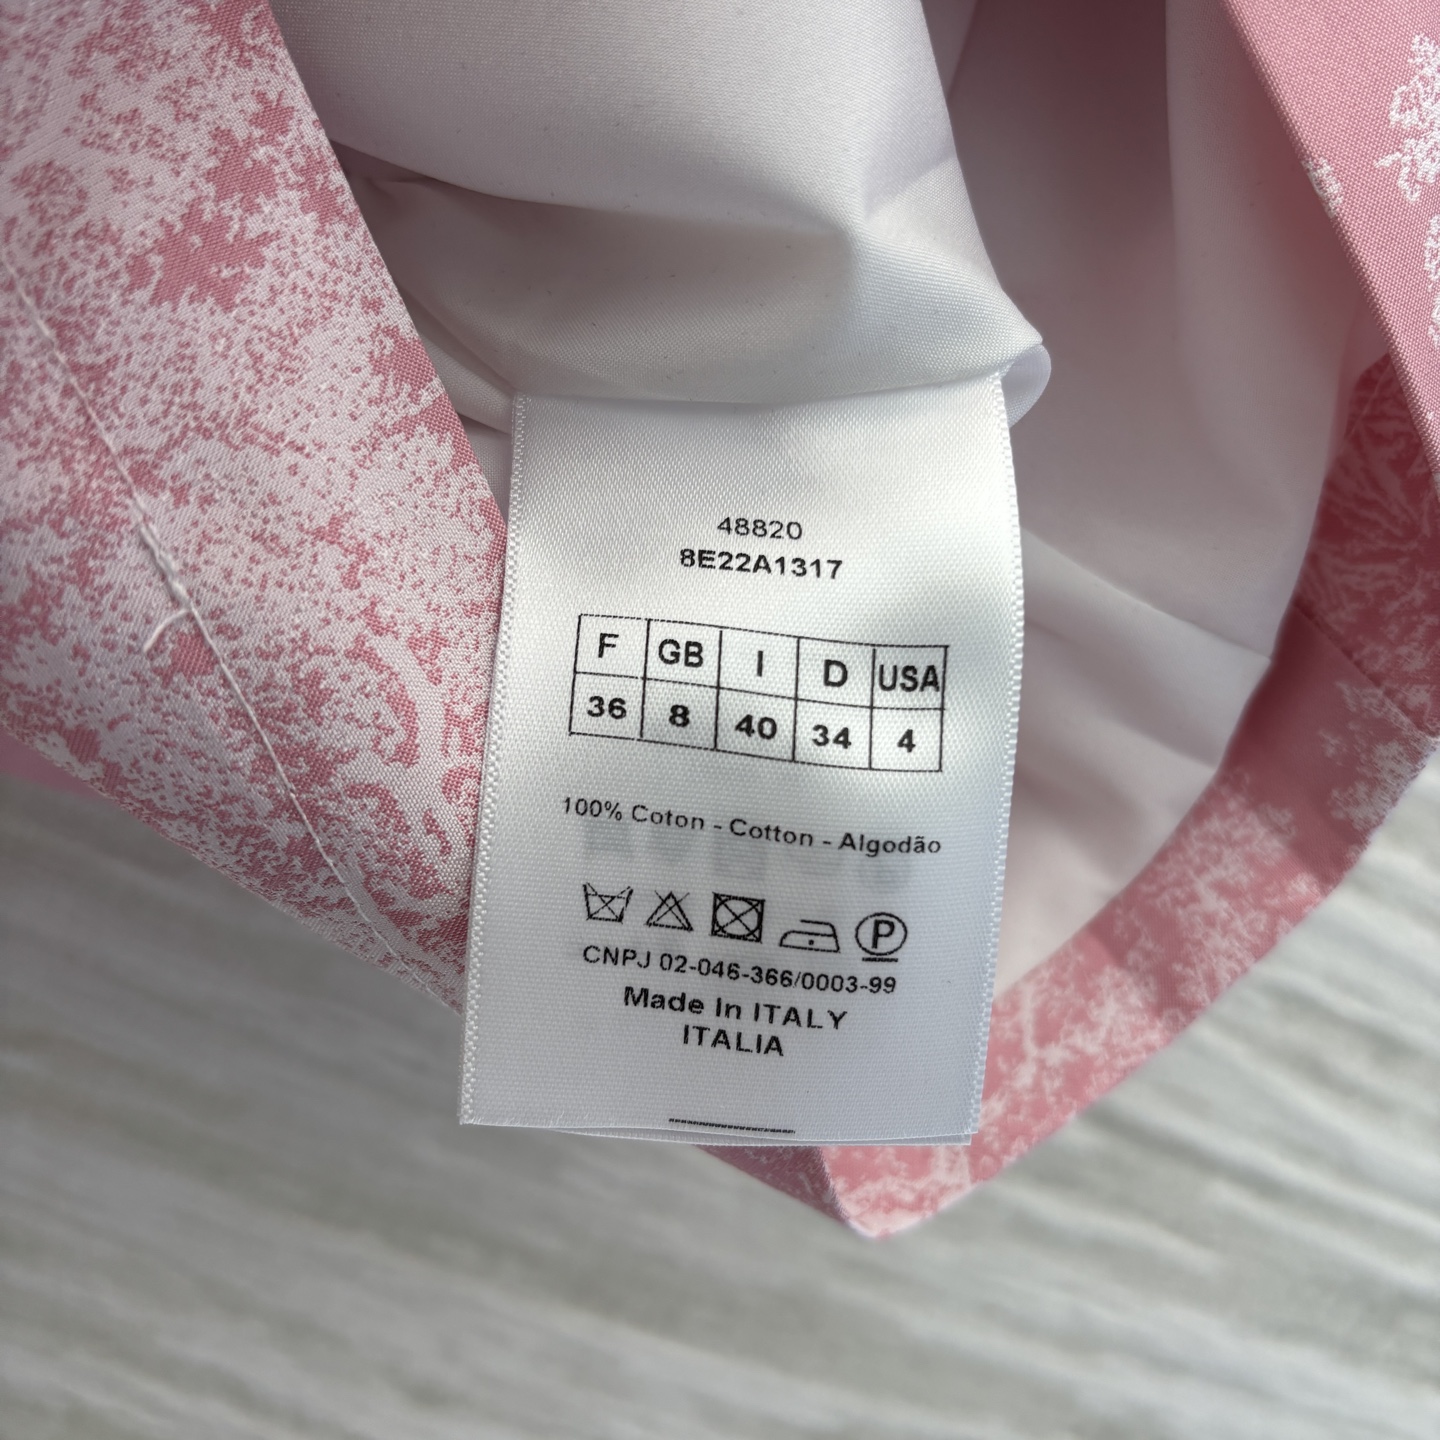 48820
8E22A1317
F GB I D USA
36 8 40 34 4
100% Coton - Cotton - Algodão
P
CNPJ 02-046-366/0003-99
Made In ITALY
ITALIA